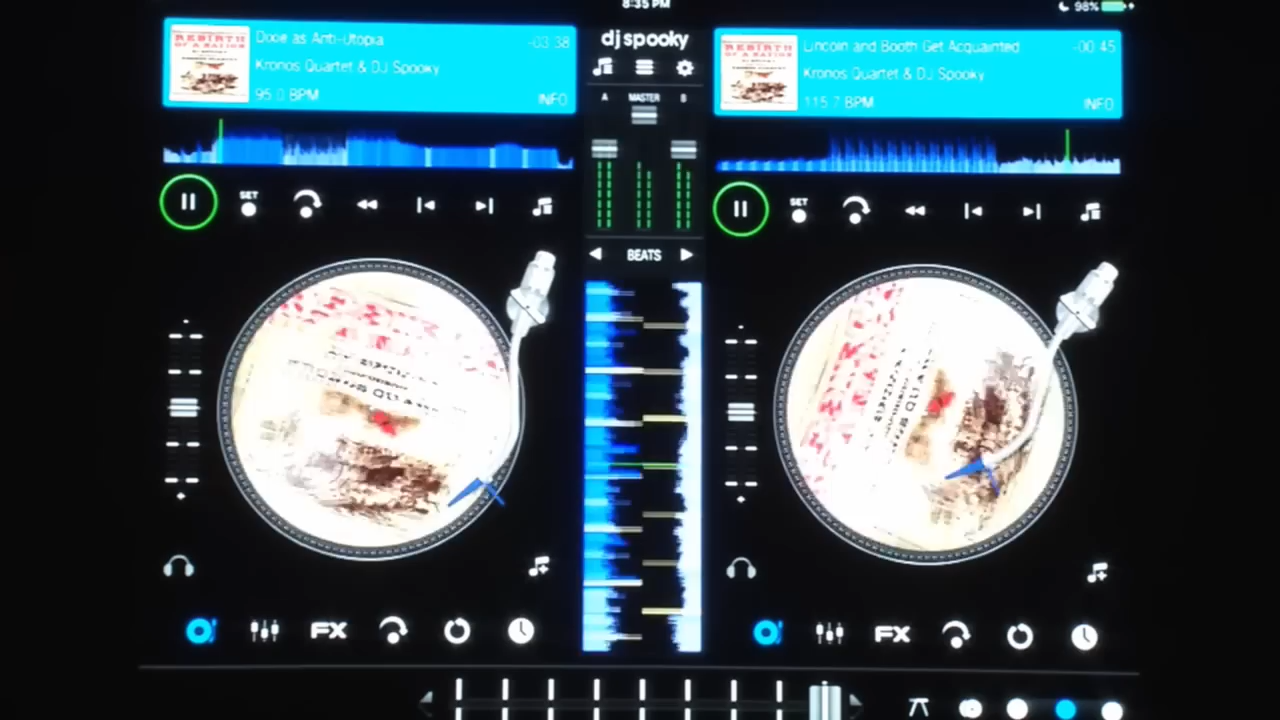 8:35 PM
98%
REBIRTH
OF A NATION
Dixie as Anti-Utopia
-03:38
Kronos Quartet & DJ Spooky
95.0 BPM
INFO
dj spooky
A
MASTER
B
REBIRTH
OF A NATION
Lincoln and Booth Get Acquainted
-00:45
Kronos Quartet & DJ Spooky
115.7 BPM
INFO
SET
SET
BEATS
FX
FX